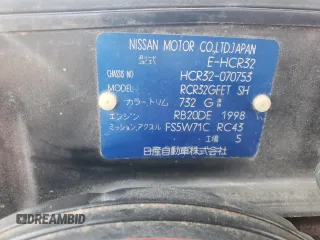 NISSAN MOTOR CO.,LTD.JAPAN
型式 E-HCR32
CHASSIS NO HCR32-070753
MODEL: RCR32GFET SH
カラー,トリム 732 G
エンジン RB20DE 1998
ミッション,アクスル FS5W71C RC43
工場 S
日産自動車株式会社
DREAMBID